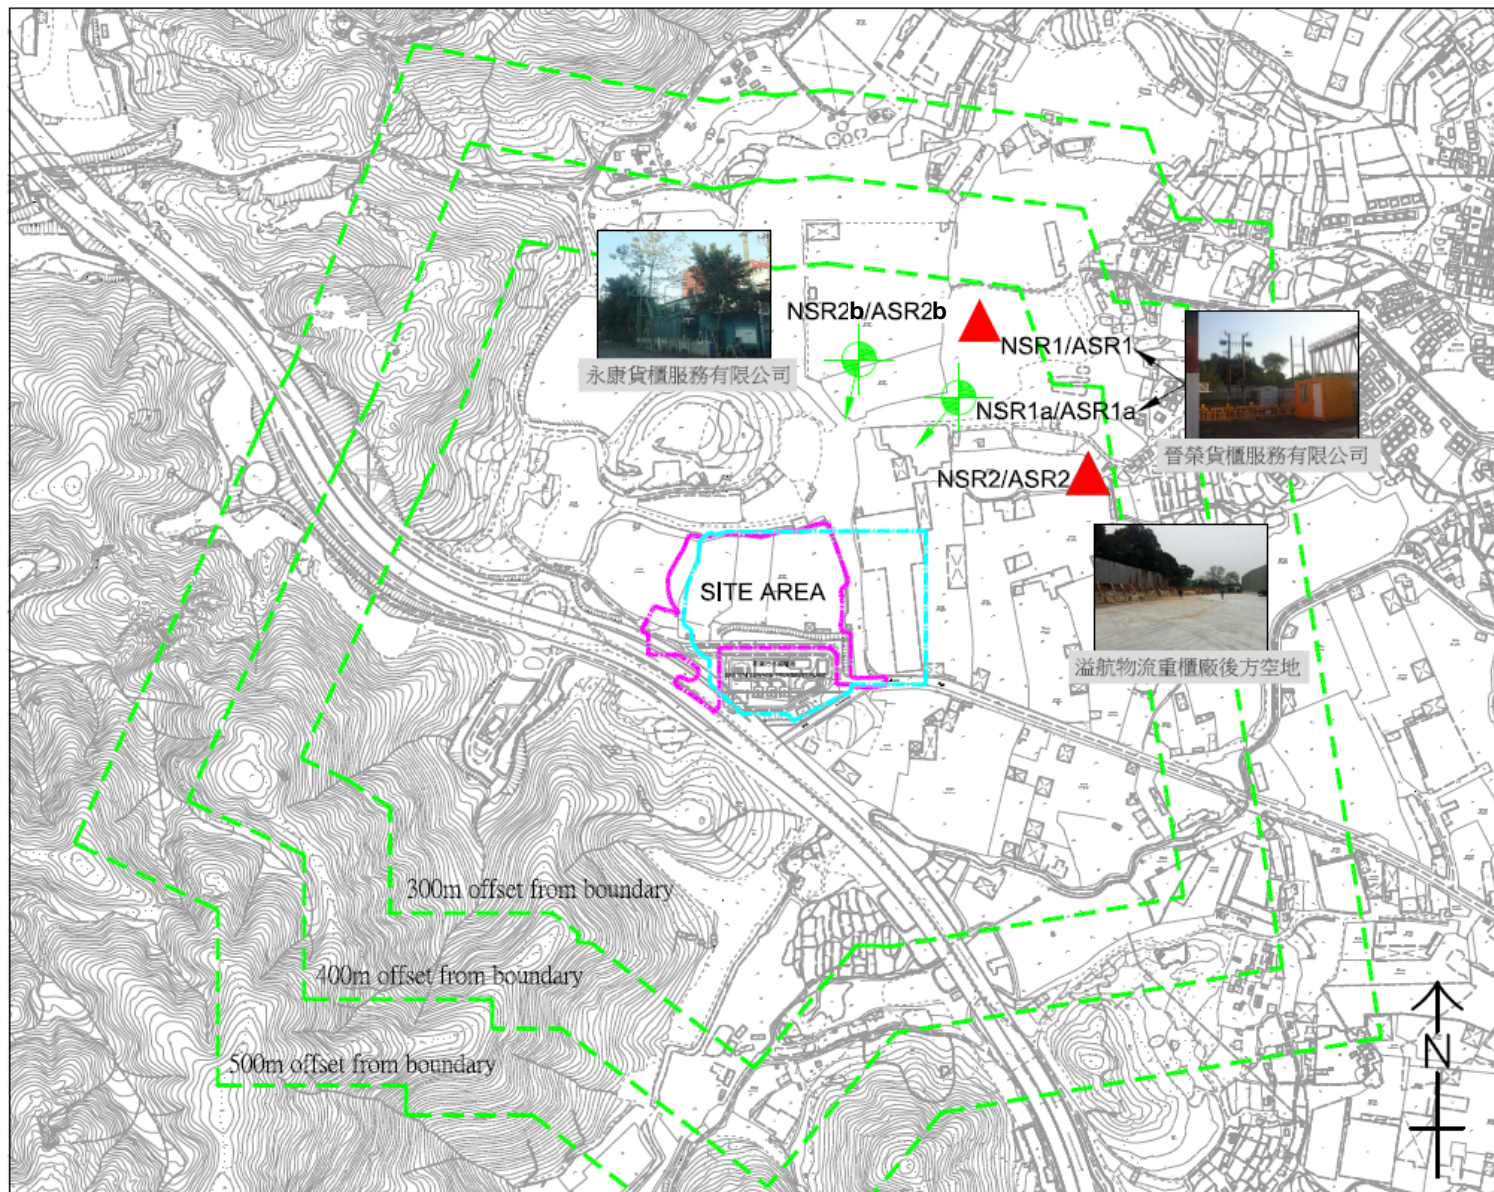 NSR2b/ASR2b
NSR1/ASR1
永康貨櫃服務有限公司
NSR1a/ASR1a
晉榮貨櫃服務有限公司
NSR2/ASR2
SITE AREA
溢航物流重櫃廠後方空地
300m offset from boundary
400m offset from boundary
500m offset from boundary
N